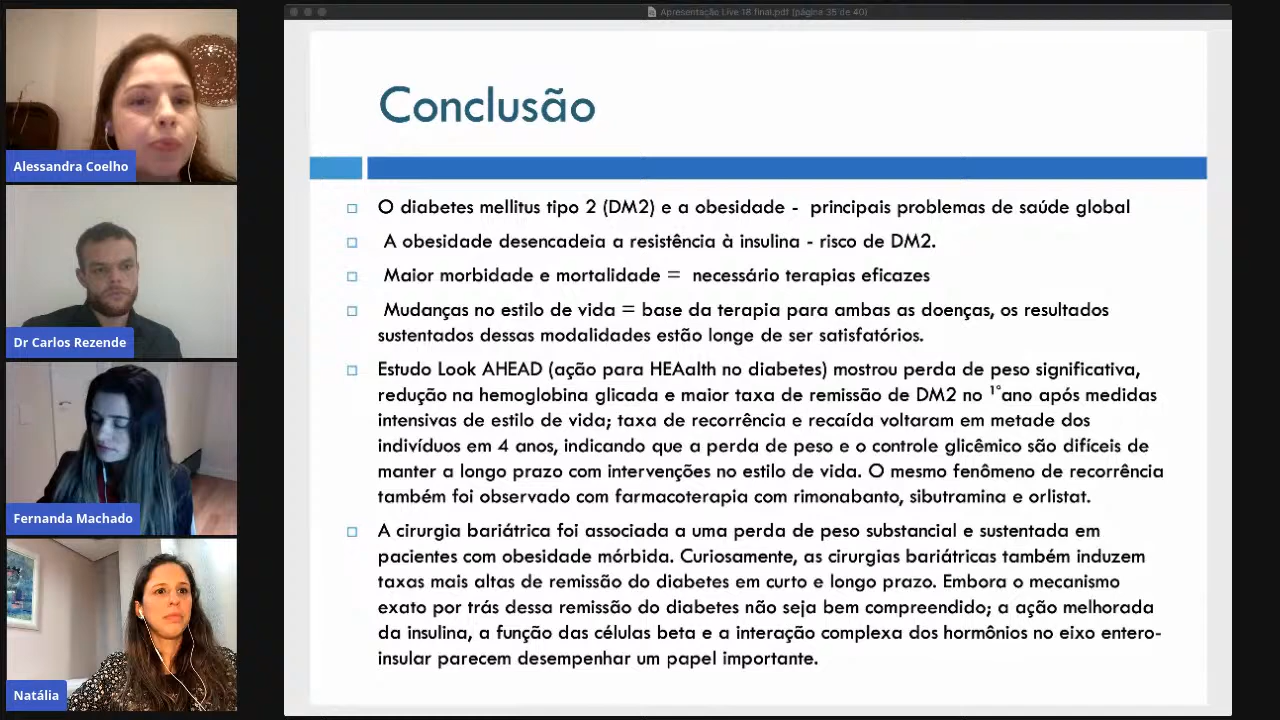 Apresentação Live 18 final.pdf (página 35 de 40)
Conclusão
O diabetes mellitus tipo 2 (DM2) e a obesidade - principais problemas de saúde global
A obesidade desencadeia a resistência à insulina - risco de DM2.
Maior morbidade e mortalidade = necessário terapias eficazes
Mudanças no estilo de vida = base da terapia para ambas as doenças, os resultados
sustentados dessas modalidades estão longe de ser satisfatórios.
Estudo Look AHEAD (ação para HEAalth no diabetes) mostrou perda de peso significativa,
redução na hemoglobina glicada e maior taxa de remissão de DM2 no 1°ano após medidas
intensivas de estilo de vida; taxa de recorrência e recaída voltaram em metade dos
indivíduos em 4 anos, indicando que a perda de peso e o controle glicêmico são difíceis de
manter a longo prazo com intervenções no estilo de vida. O mesmo fenômeno de recorrência
também foi observado com farmacoterapia com rimonabanto, sibutramina e orlistat.
A cirurgia bariátrica foi associada a uma perda de peso substancial e sustentada em
pacientes com obesidade mórbida. Curiosamente, as cirurgias bariátricas também induzem
taxas mais altas de remissão do diabetes em curto e longo prazo. Embora o mecanismo
exato por trás dessa remissão do diabetes não seja bem compreendido; a ação melhorada
da insulina, a função das células beta e a interação complexa dos hormônios no eixo entero-
insular parecem desempenhar um papel importante.
Alessandra Coelho
Dr Carlos Rezende
Fernanda Machado
Natália